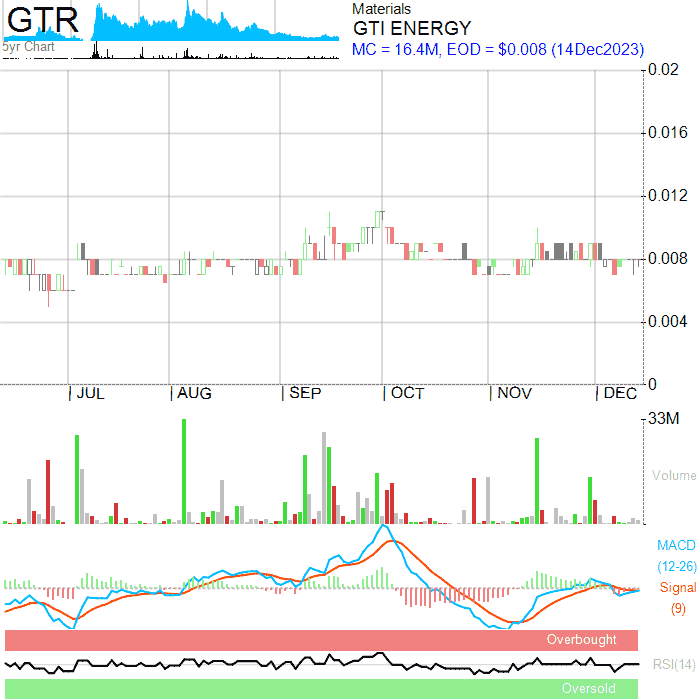 GTR
5yr Chart
Materials
GTI ENERGY
MC = 16.4M, EOD = $0.008 (14Dec2023)
0.02
0.016
0.012
0.008
0.004
0
JUL AUG SEP OCT NOV DEC
33M
Volume
MACD
(12-26)
Signal
(9)
Overbought
RSI(14)
Oversold